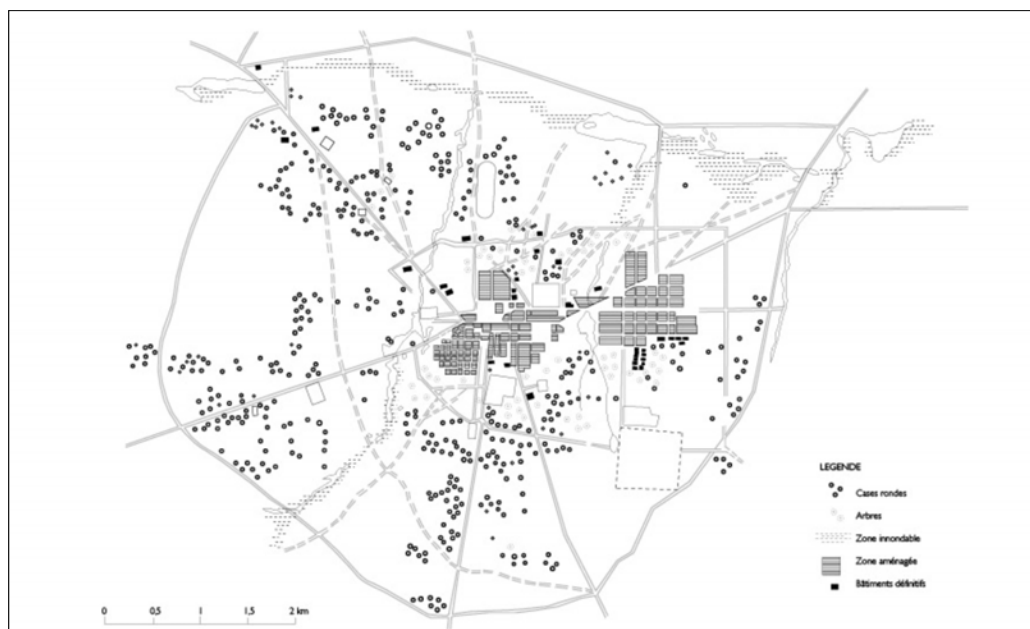 LEGENDE
Cases rondes
Arbres
Zone innondable
Zone aménagée
Bâtiments définitifs
0 0,5 1 1,5 2 km